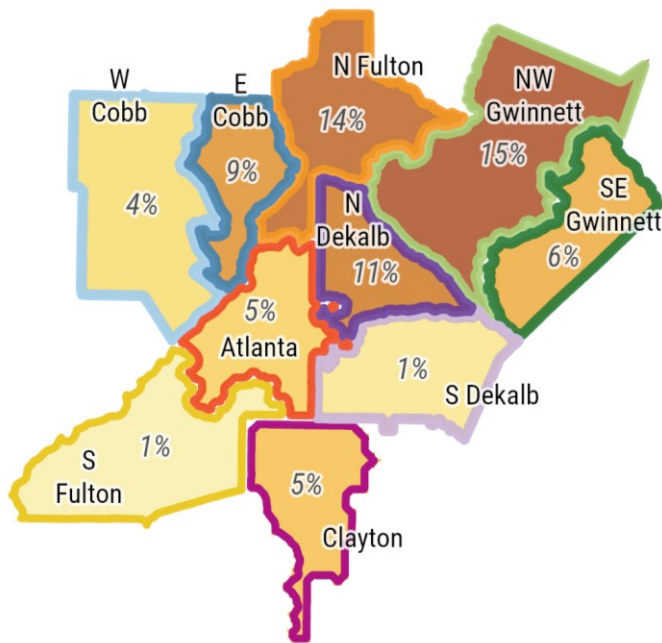 W
Cobb
4%
E
Cobb
9%
N Fulton
14%
NW
Gwinnett
15%
SE
Gwinnett
6%
N
Dekalb
11%
5%
Atlanta
1%
S Dekalb
1%
S
Fulton
5%
Clayton